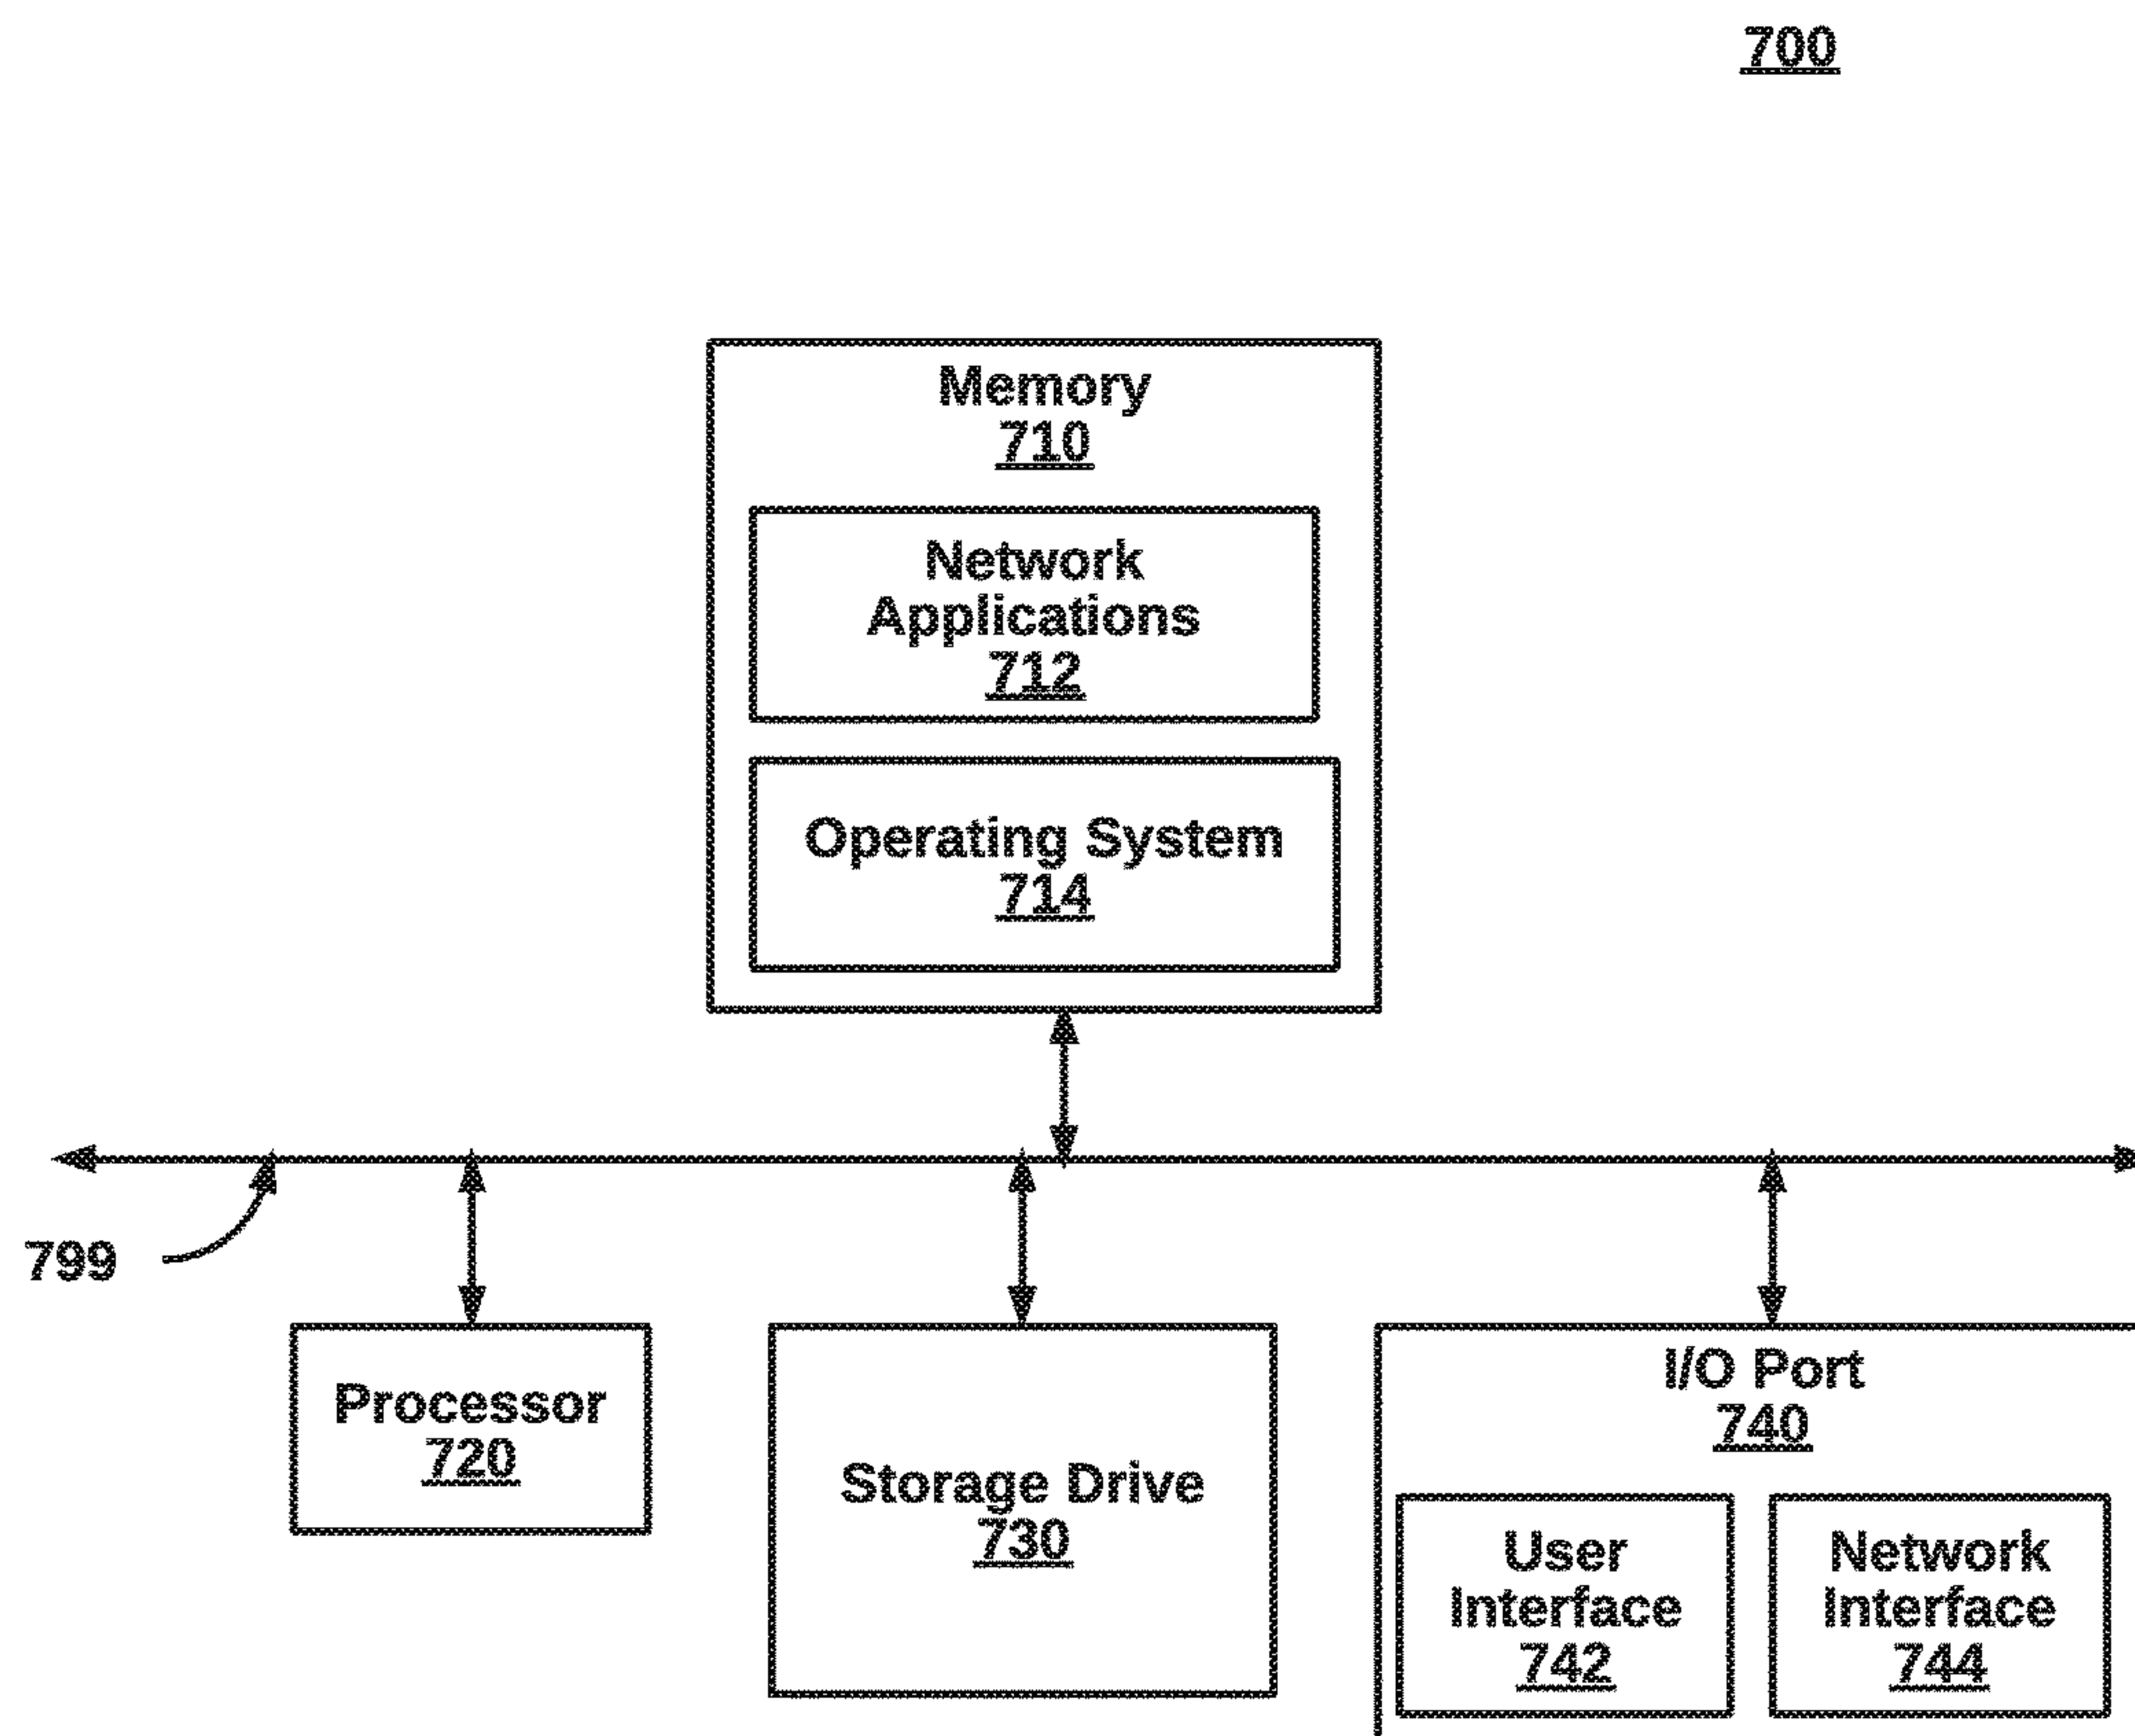 700
Memory
710
Network
Applications
712
Operating System
714
799
Processor
720
Storage Drive
730
I/O Port
740
User
Interface
742
Network
Interface
744